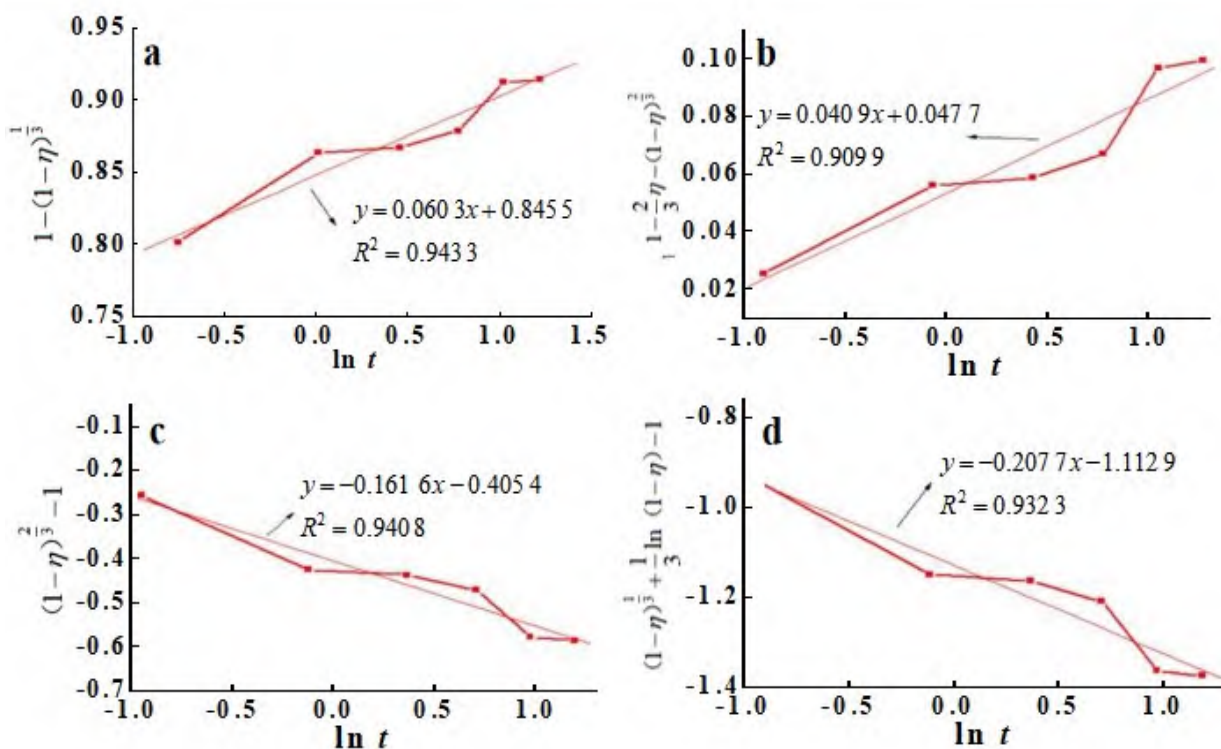 a
0.95
0.90
0.85
0.80
0.75
1−(1−η)^{1/3}
y=0.060 3x+0.845 5
R²=0.943 3
-1.0 -0.5 0.0 0.5 1.0 1.5
ln t
b
0.10
0.08
0.06
0.04
0.02
1−\frac{2}{3}η−(1−η)^{2/3}
1
y=0.040 9x+0.047 7
R²=0.909 9
-1.0 -0.5 0.0 0.5 1.0
ln t
c
-0.1
-0.2
-0.3
-0.4
-0.5
-0.6
-0.7
(1−η)^{2/3}−1
y=−0.161 6x−0.405 4
R²=0.940 8
-1.0 -0.5 0.0 0.5 1.0
ln t
d
-0.8
-1.0
-1.2
-1.4
y=−0.207 7x−1.112 9
R²=0.932 3
-1.0 -0.5 0.0 0.5 1.0
ln t